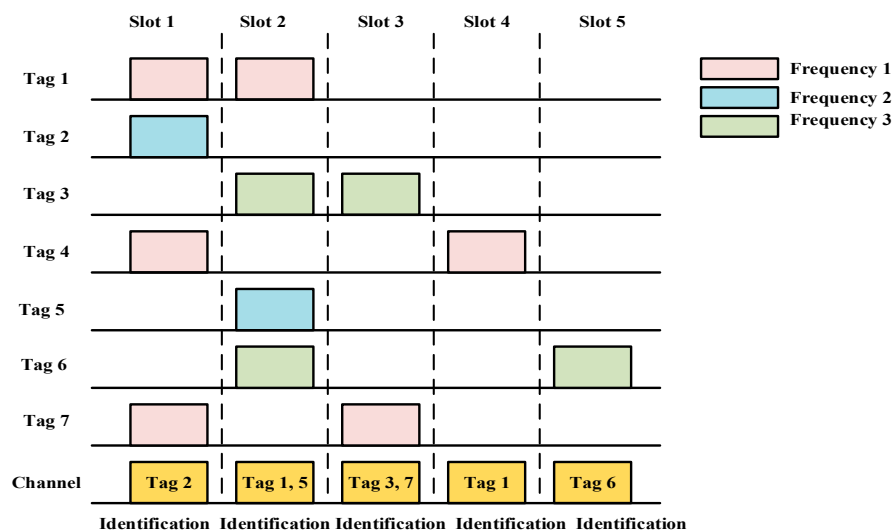 Slot 1 Slot 2 Slot 3 Slot 4 Slot 5
Tag 1
Frequency 1
Frequency 2
Frequency 3
Tag 2
Tag 3
Tag 4
Tag 5
Tag 6
Tag 7
Channel Tag 2 Tag 1, 5 Tag 3, 7 Tag 1 Tag 6
Identification Identification Identification Identification Identification